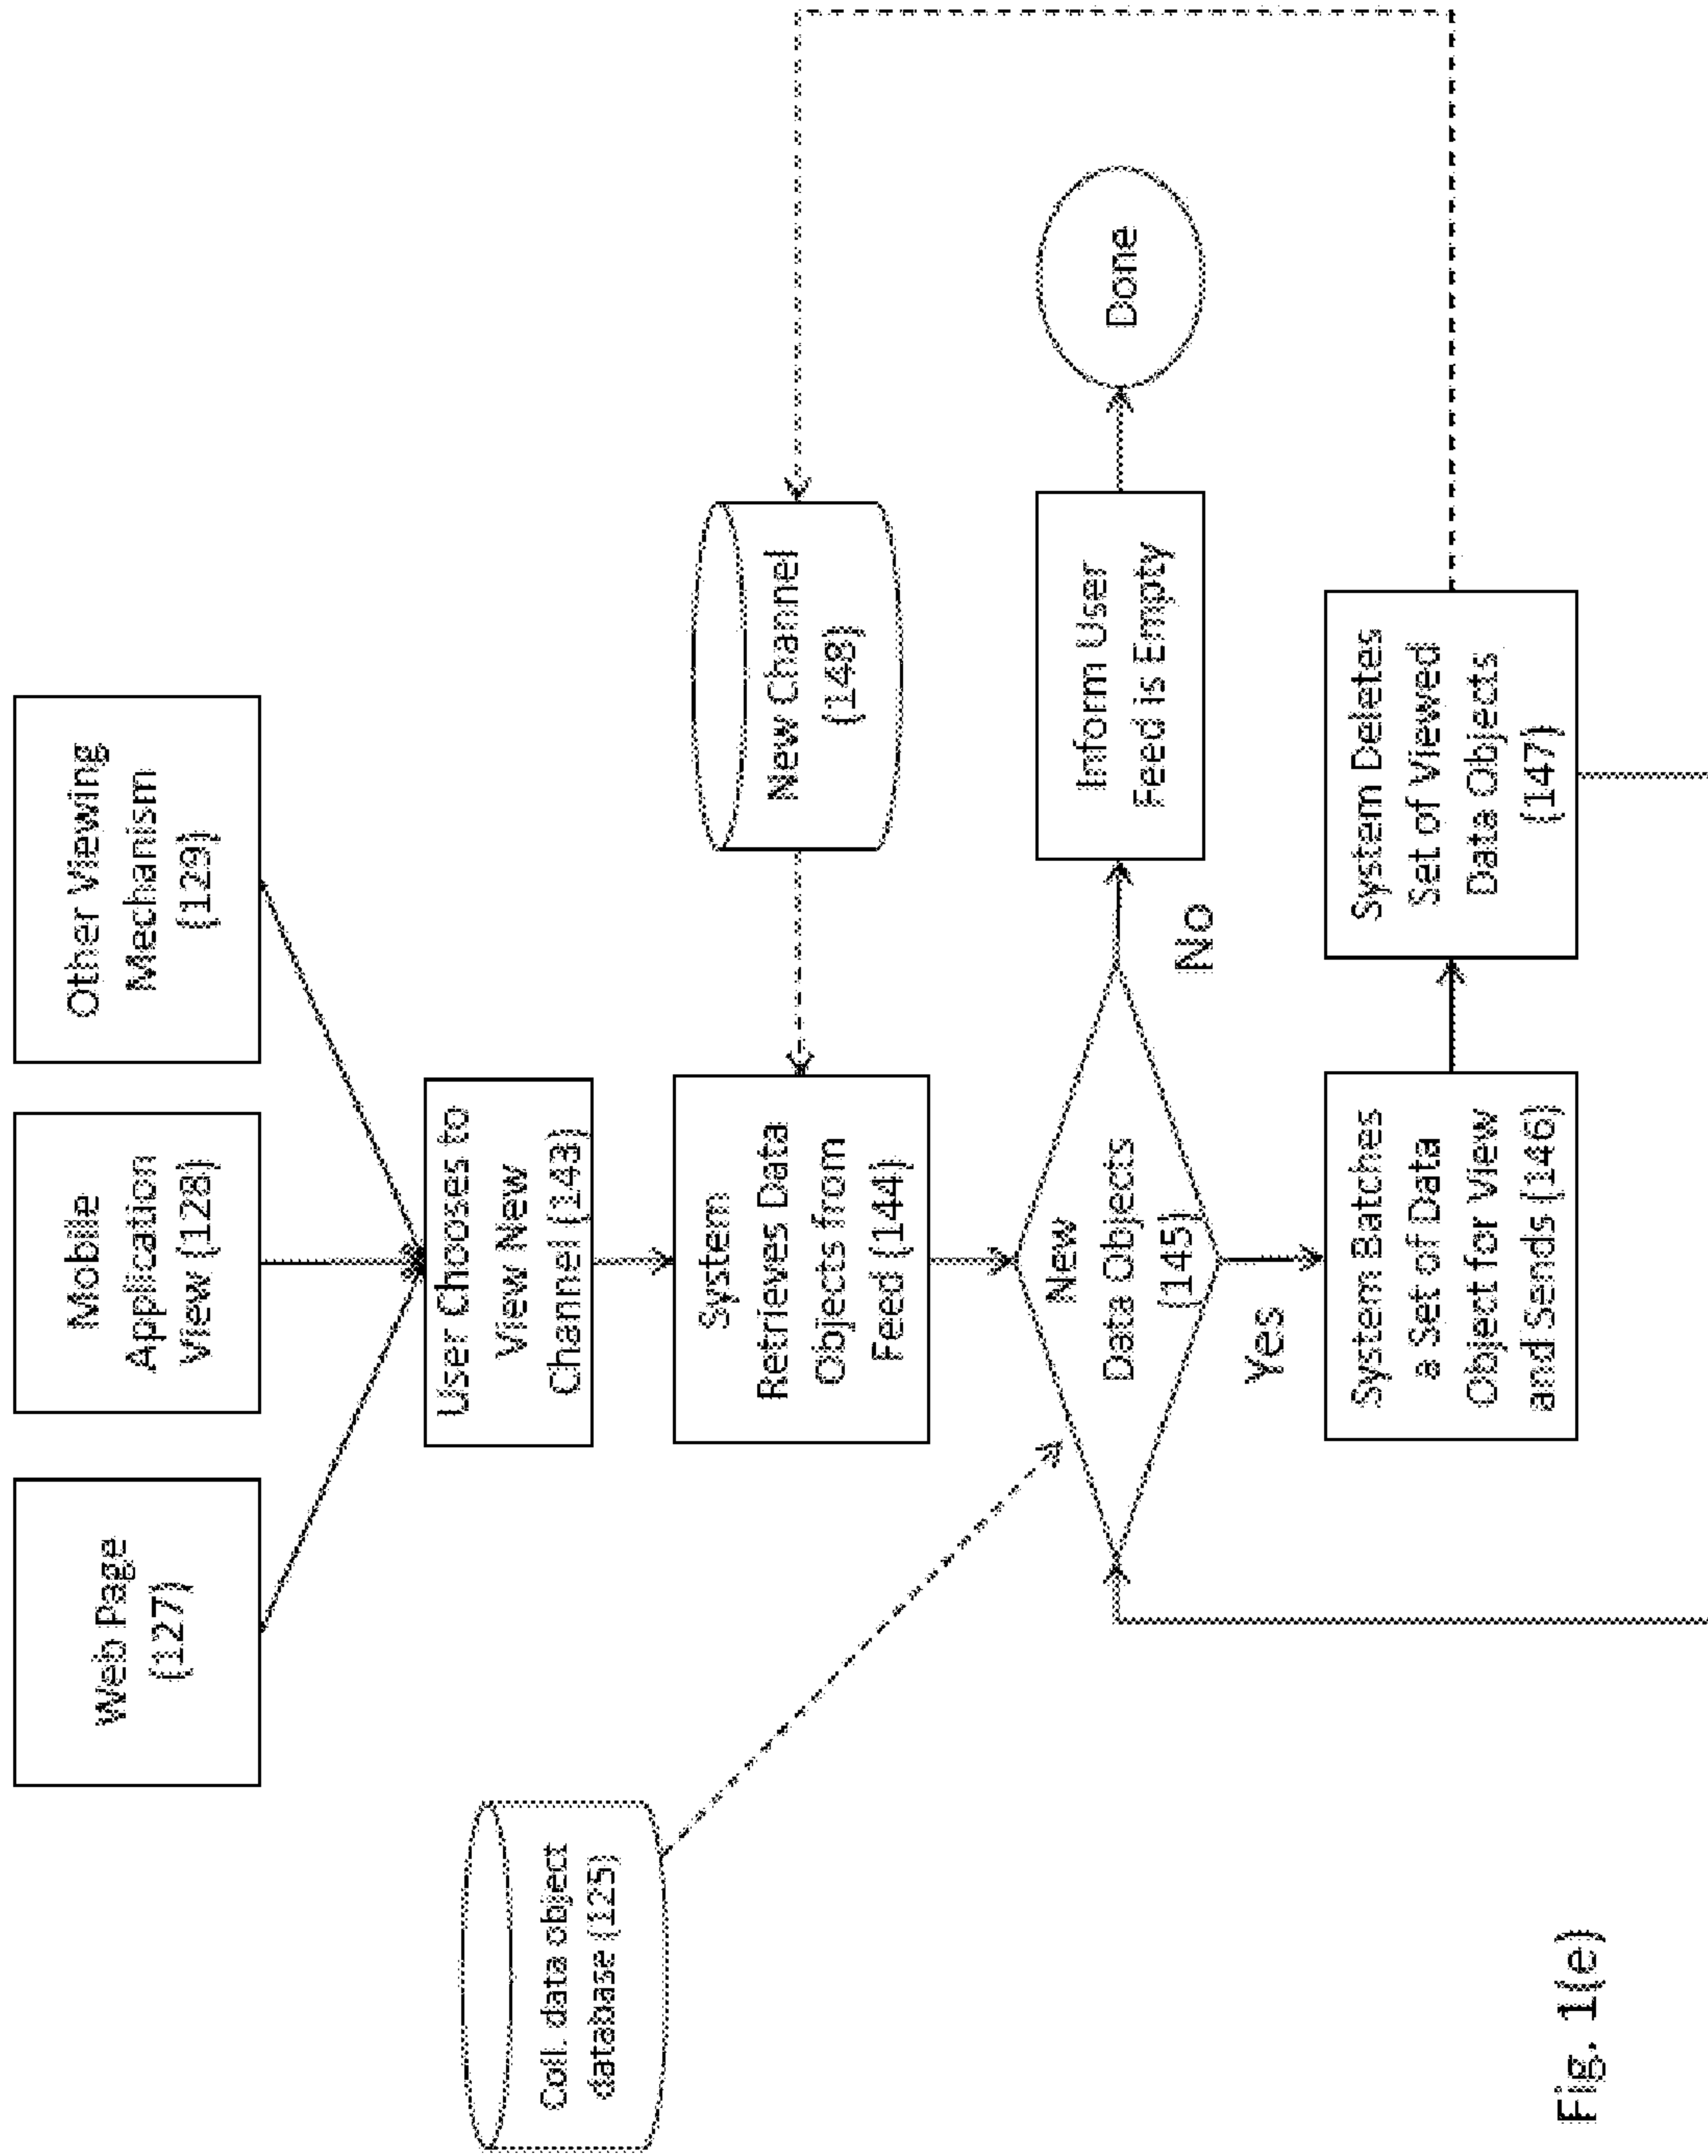 Web Page
(127)
Mobile
Application
View (128)
Other Viewing
Mechanism
(129)
Coll. data object
database (125)
User Chooses to
View New
Channel (143)
System
Retrieves Data
Objects from
Feed (144)
New Channel
(148)
New
Data Objects
(145)
No
Inform User
Feed is Empty
Done
Yes
System Batches
a Set of Data
Object for View
and Sends (146)
System Deletes
Set of Viewed
Data Objects
(147)
Fig. 1(e)